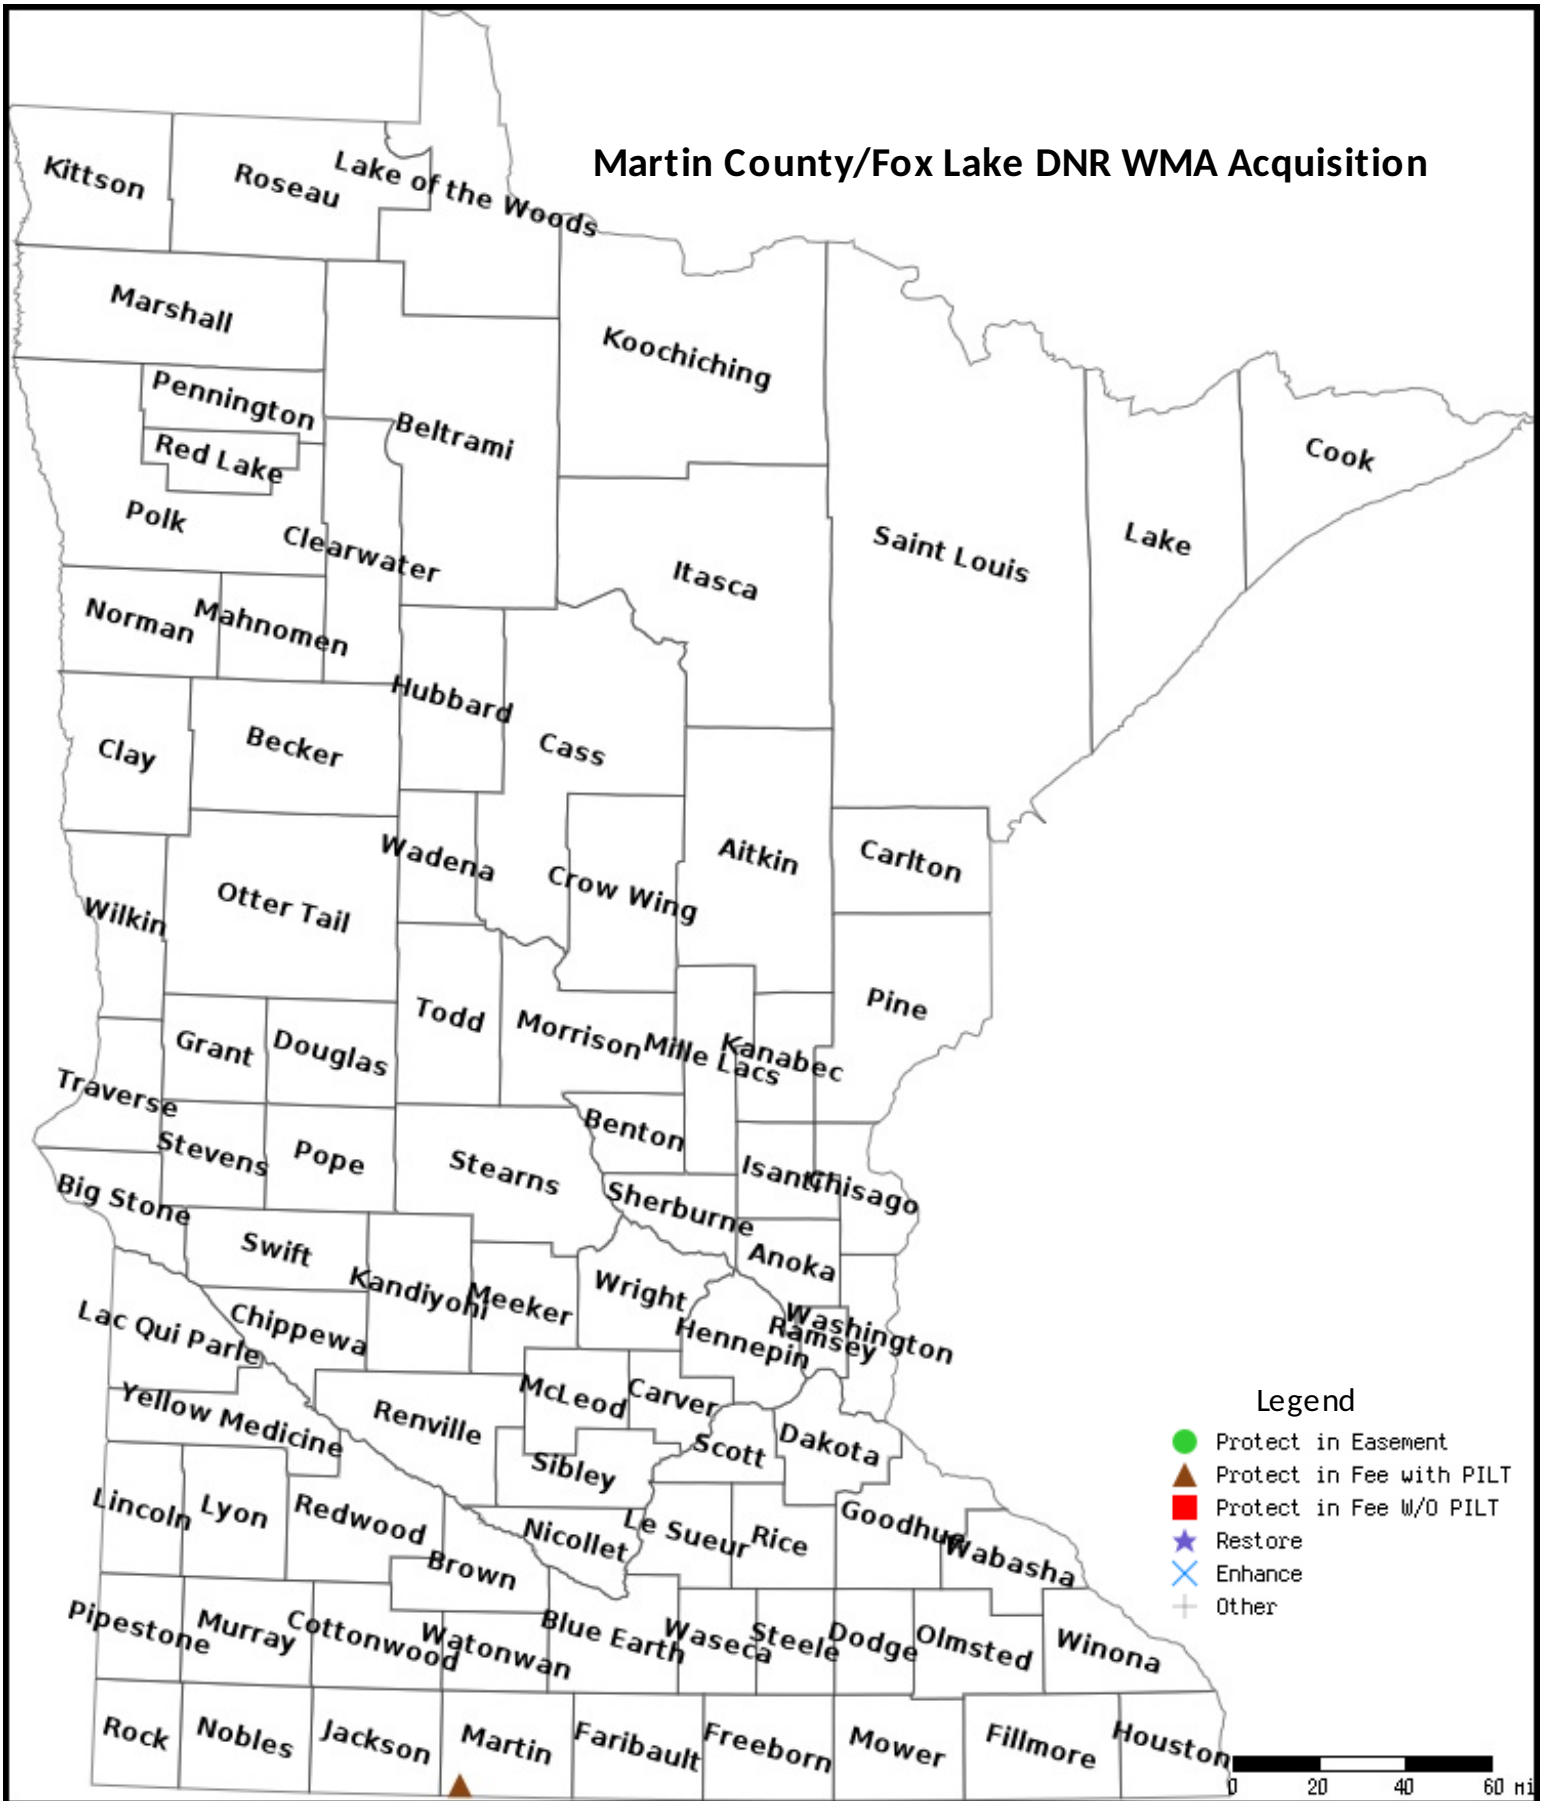 Martin County/Fox Lake DNR WMA Acquisition
Kittson
Roseau
Lake of the Woods
Marshall
Koochiching
Pennington
Beltrami
Red Lake
Cook
Polk
Clearwater
Saint Louis
Lake
Itasca
Norman
Mahnomen
Hubbard
Clay
Becker
Cass
Wadena
Aitkin
Carlton
Crow Wing
Otter Tail
Wilkin
Pine
Todd
Morrison
Mille Lacs
Kanabec
Grant
Douglas
Traverse
Benton
Stevens
Pope
Stearns
Isanti
Chisago
Big Stone
Sherburne
Swift
Anoka
Kandiyohi
Meeker
Wright
Lac Qui Parle
Chippewa
Washington
Ramsey
Hennepin
McLeod
Carver
Yellow Medicine
Renville
Scott
Dakota
Sibley
Lincoln
Lyon
Redwood
Nicollet
Le Sueur
Rice
Goodhue
Wabasha
Brown
Pipestone
Murray
Cottonwood
Watonwan
Blue Earth
Waseca
Steele
Dodge
Olmsted
Winona
Rock
Nobles
Jackson
Martin
Faribault
Freeborn
Mower
Fillmore
Houston
Legend
Protect in Easement
Protect in Fee with PILT
Protect in Fee W/O PILT
Restore
Enhance
Other
0 20 40 60 mi